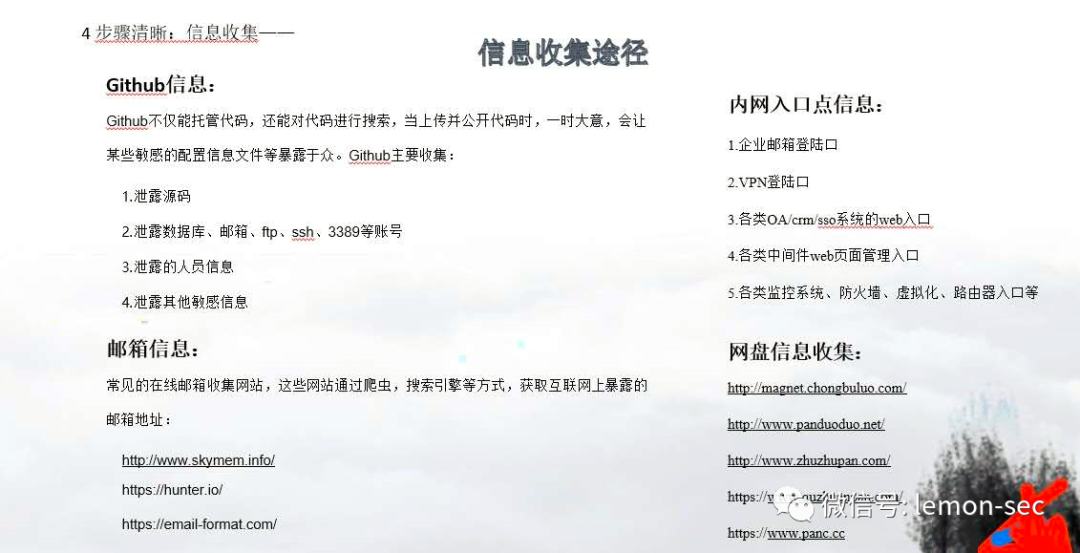 4 步骤清晰：信息收集——
信息收集途径
Github信息：
Github不仅能托管代码，还能对代码进行搜索，当上传并公开代码时，一时大意，会让
某些敏感的配置信息文件等暴露于众。Github主要收集：
1.泄露源码
2.泄露数据库、邮箱、ftp、ssh、3389等账号
3.泄露的人员信息
4.泄露其他敏感信息
邮箱信息：
常见的在线邮箱收集网站，这些网站通过爬虫，搜索引擎等方式，获取互联网上暴露的
邮箱地址：
http://www.skymem.info/
https://hunter.io/
https://email-format.com/
内网入口点信息：
1.企业邮箱登陆口
2.VPN登陆口
3.各类OA/crm/sso系统的web入口
4.各类中间件web页面管理入口
5.各类监控系统、防火墙、虚拟化、路由器入口等
网盘信息收集：
http://magnet.chongbuluo.com/
http://www.panduoduo.net/
http://www.zhuzhupan.com/
https://
微信号: lemon-sec
https://www.panc.cc